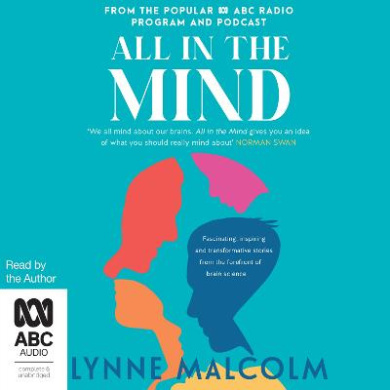 FROM THE POPULAR ABC RADIO
PROGRAM AND PODCAST
ALL IN THE
MIND
'We all mind about our brains. All in the Mind gives you an idea
of what you should really mind about' NORMAN SWAN
Fascinating, inspiring
and transformative stories
from the forefront of
brain science
Read by
the Author
ABC
AUDIO
complete &
unabridged
LYNNE MALCOLM